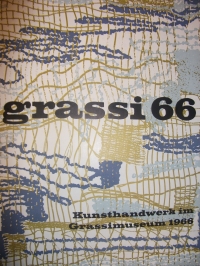 grassi 66
Kunsthandwerk im
Grassimuseum 1966